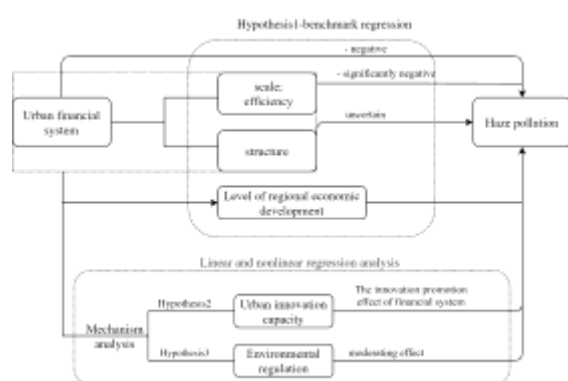 Hypothesis1-benchmark regression
- negative
- significantly negative
scale;
efficiency
Urban financial
system
uncertain
Haze pollution
structure
Level of regional economic
development
Linear and nonlinear regression analysis
The innovation promotion
effect of financial system
Hypothesis2
Urban innovation
capacity
Mechanism
analysis
Hypothesis3
Environmental
regulation
moderating effect